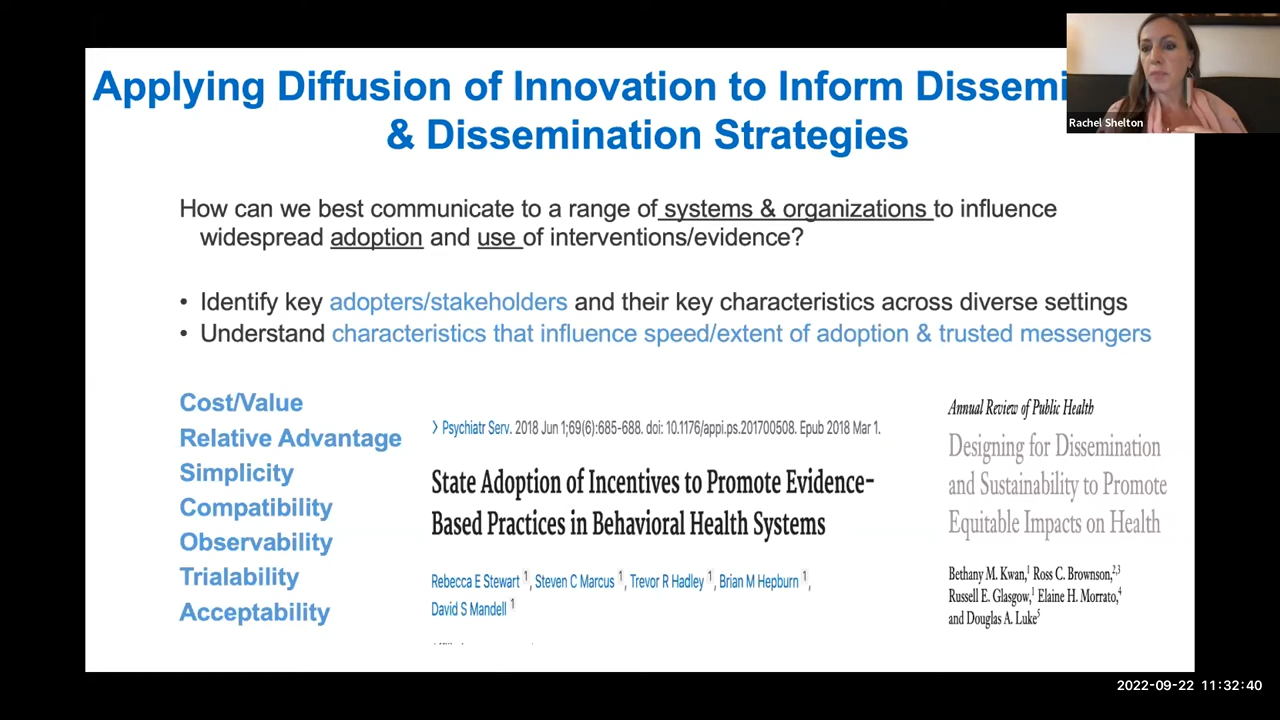 Applying Diffusion of Innovation to Inform Dissemi
& Dissemination Strategies
Rachel Shelton
How can we best communicate to a range of systems & organizations to influence
widespread adoption and use of interventions/evidence?
• Identify key adopters/stakeholders and their key characteristics across diverse settings
• Understand characteristics that influence speed/extent of adoption & trusted messengers
Cost/Value
Relative Advantage
Simplicity
Compatibility
Observability
Trialability
Acceptability
Psychiatr Serv. 2018 Jun 1;69(6):685-688. doi: 10.1176/appi.ps.201700508. Epub 2018 Mar 1.
State Adoption of Incentives to Promote Evidence-
Based Practices in Behavioral Health Systems
Rebecca E Stewart 1, Steven C Marcus 1, Trevor R Hadley 1, Brian M Hepburn 1,
David S Mandell 1
Annual Review of Public Health
Designing for Dissemination
and Sustainability to Promote
Equitable Impacts on Health
Bethany M. Kwan,1 Ross C. Brownson,2,3
Russell E. Glasgow,1 Elaine H. Morrato,4
and Douglas A. Luke5
2022-09-22 11:32:40